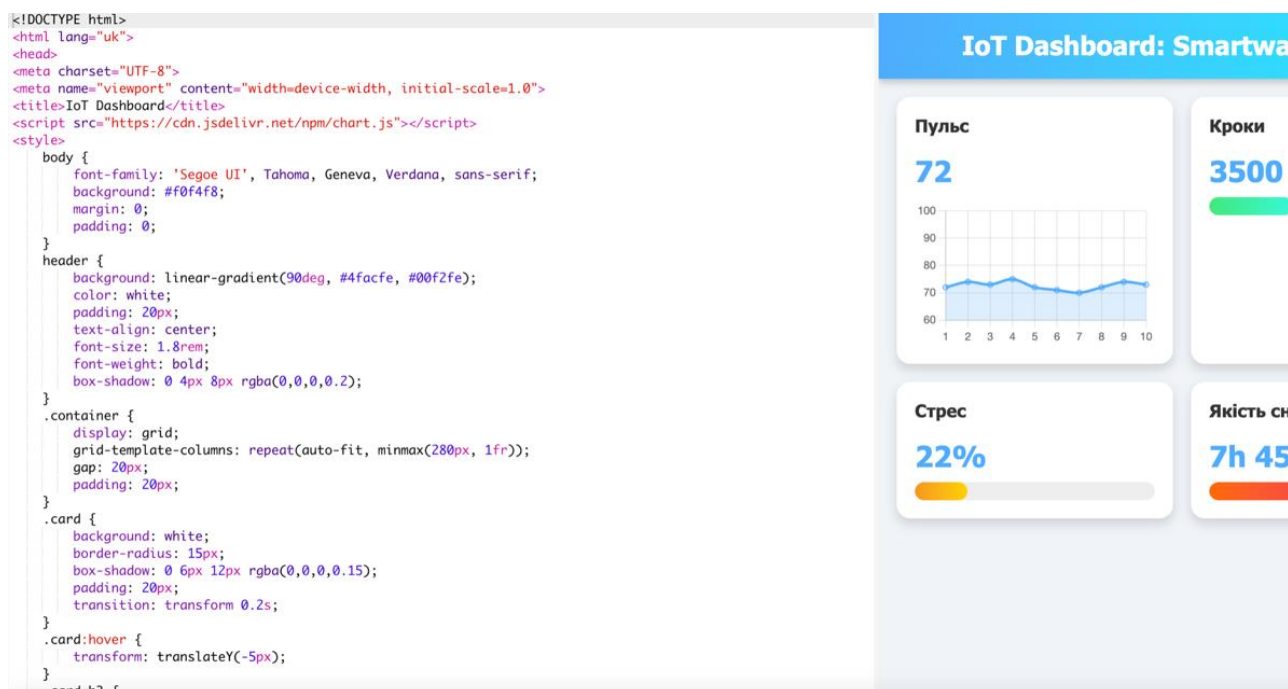 <!DOCTYPE html>
<html lang="uk">
<head>
<meta charset="UTF-8">
<meta name="viewport" content="width=device-width, initial-scale=1.0">
<title>IoT Dashboard</title>
<script src="https://cdn.jsdelivr.net/npm/chart.js"></script>
<style>
body {
font-family: 'Segoe UI', Tahoma, Geneva, Verdana, sans-serif;
background: #f0f4f8;
margin: 0;
padding: 0;
}
header {
background: linear-gradient(90deg, #4facfe, #00f2fe);
color: white;
padding: 20px;
text-align: center;
font-size: 1.8rem;
font-weight: bold;
box-shadow: 0 4px 8px rgba(0,0,0,0.2);
}
.container {
display: grid;
grid-template-columns: repeat(auto-fit, minmax(280px, 1fr));
gap: 20px;
padding: 20px;
}
.card {
background: white;
border-radius: 15px;
box-shadow: 0 6px 12px rgba(0,0,0,0.15);
padding: 20px;
transition: transform 0.2s;
}
.card:hover {
transform: translateY(-5px);
}
IoT Dashboard: Smartwa
Пульс
72
100
90
80
70
60
1 2 3 4 5 6 7 8 9 10
Кроки
3500
Стрес
22%
Якість сн
7h 45